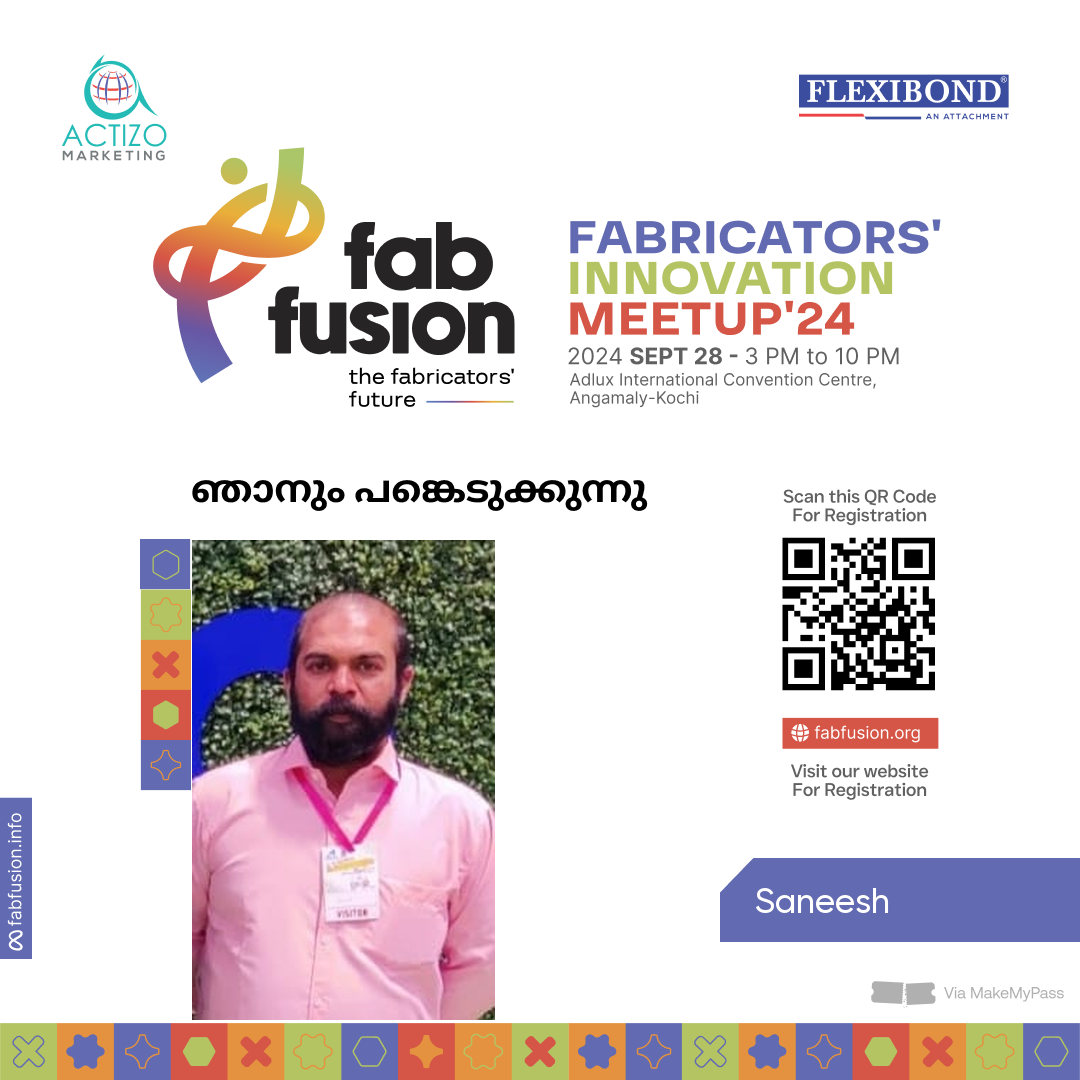 ACTIZO
MARKETING
FLEXIBOND®
AN ATTACHMENT
fab
fusion
the fabricators'
future
FABRICATORS'
INNOVATION
MEETUP'24
2024 SEPT 28 - 3 PM to 10 PM
Adlux International Convention Centre,
Angamaly-Kochi
ഞാനും പങ്കെടുക്കുന്നു
Scan this QR Code
For Registration
fabfusion.org
Visit our website
For Registration
VISITOR
fabfusion.info
Saneesh
Via MakeMyPass